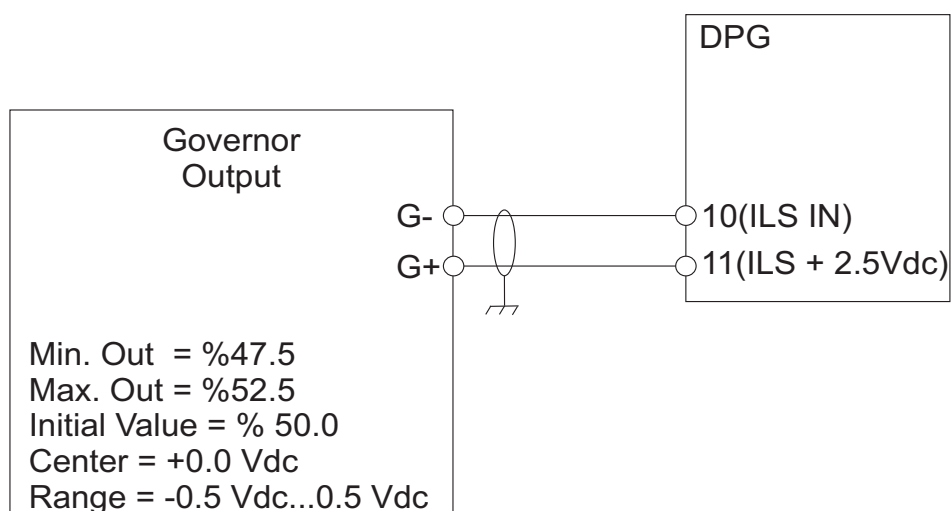 DPG
Governor
Output
G-
10(ILS IN)
G+
11(ILS + 2.5Vdc)
Min. Out = %47.5
Max. Out = %52.5
Initial Value = % 50.0
Center = +0.0 Vdc
Range = -0.5 Vdc...0.5 Vdc